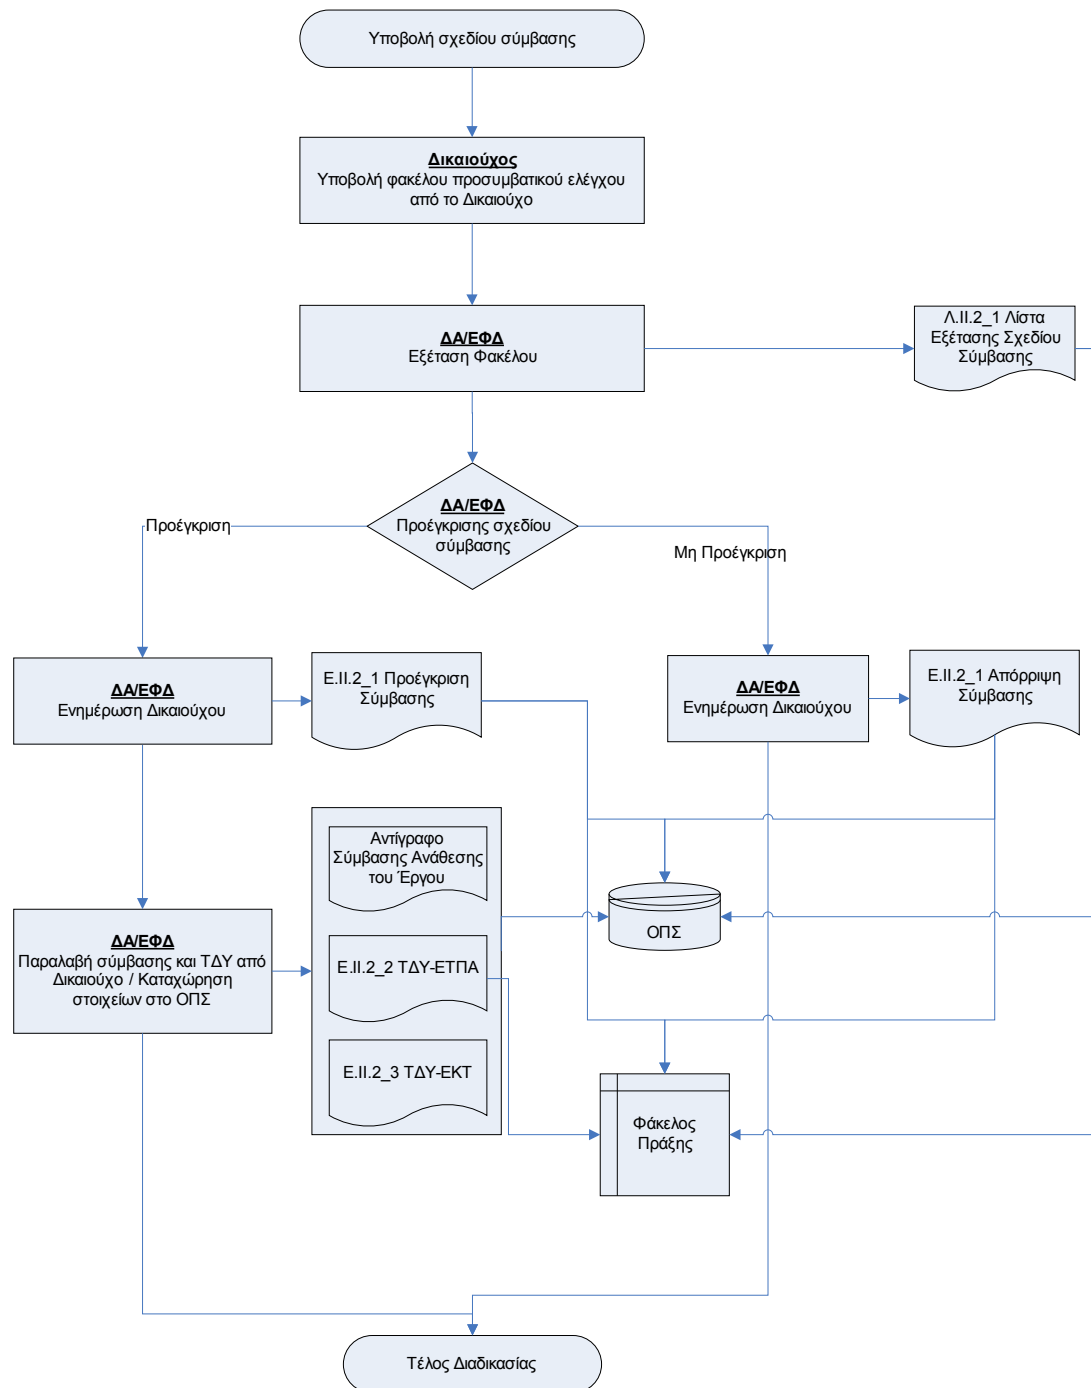 Υποβολή σχεδίου σύμβασης
Δικαιούχος
Υποβολή φακέλου προσυμβατικού ελέγχου
από το Δικαιούχο
ΔΑ/ΕΦΔ
Εξέταση Φακέλου
Λ.ΙΙ.2_1 Λίστα
Εξέτασης Σχεδίου
Σύμβασης
ΔΑ/ΕΦΔ
Προέγκρισης σχεδίου
σύμβασης
Προέγκριση
Μη Προέγκριση
ΔΑ/ΕΦΔ
Ενημέρωση Δικαιούχου
Ε.ΙΙ.2_1 Προέγκριση
Σύμβασης
ΔΑ/ΕΦΔ
Ενημέρωση Δικαιούχου
Ε.ΙΙ.2_1 Απόρριψη
Σύμβασης
Αντίγραφο
Σύμβασης Ανάθεσης
του Έργου
ΔΑ/ΕΦΔ
Παραλαβή σύμβασης και ΤΔΥ από
Δικαιούχο / Καταχώρηση
στοιχείων στο ΟΠΣ
Ε.ΙΙ.2_2 ΤΔΥ-ΕΤΠΑ
Ε.ΙΙ.2_3 ΤΔΥ-ΕΚΤ
ΟΠΣ
Φάκελος
Πράξης
Τέλος Διαδικασίας